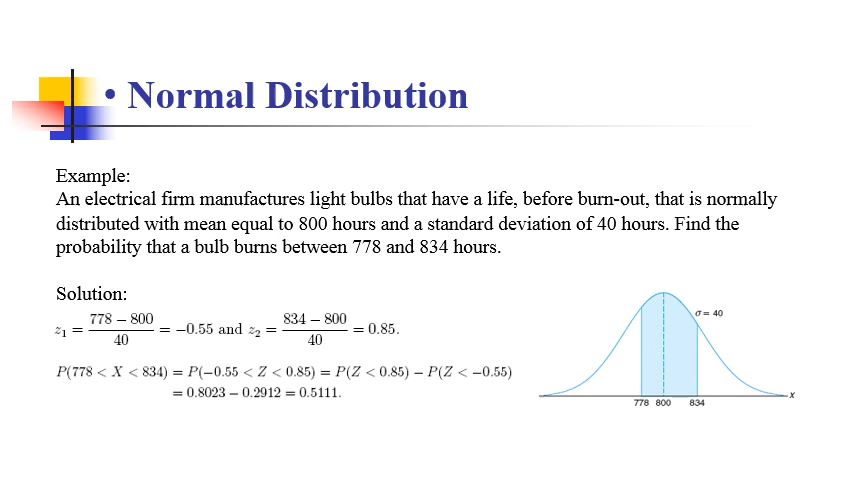 • Normal Distribution
Example:
An electrical firm manufactures light bulbs that have a life, before burn-out, that is normally
distributed with mean equal to 800 hours and a standard deviation of 40 hours. Find the
probability that a bulb burns between 778 and 834 hours.
Solution:
z₁ = (778 − 800)/40 = −0.55 and z₂ = (834 − 800)/40 = 0.85.
P(778 < X < 834) = P(−0.55 < Z < 0.85) = P(Z < 0.85) − P(Z < −0.55)
= 0.8023 − 0.2912 = 0.5111.
σ = 40
x
778 800 834